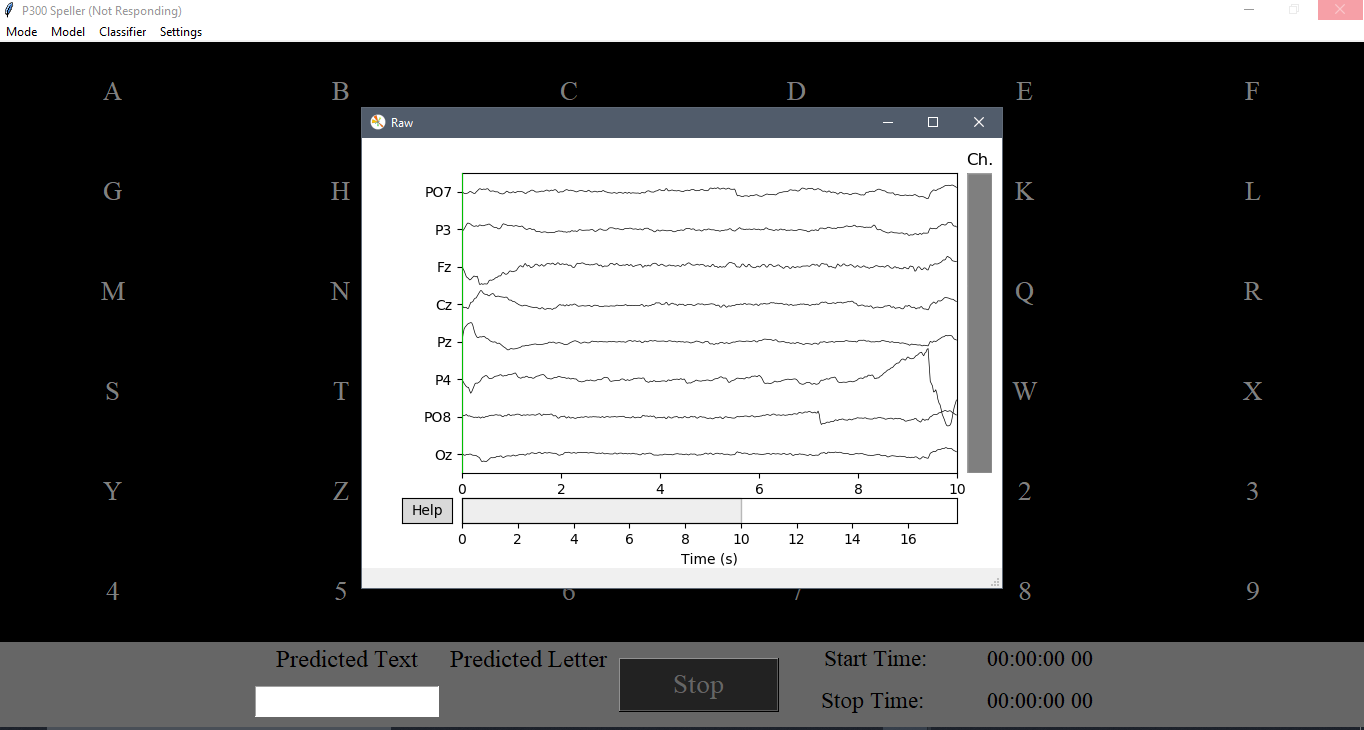 P300 Speller (Not Responding)
Mode Model Classifier Settings
A B C D E F
Raw
Ch.
G H K L
M N Q R
S T W X
Y Z 2 3
4 5 6 7 8 9
PO7
P3
Fz
Cz
Pz
P4
PO8
Oz
0 2 4 6 8 10
Help
0 2 4 6 8 10 12 14 16
Time (s)
Predicted Text Predicted Letter
Stop
Start Time: 00:00:00 00
Stop Time: 00:00:00 00